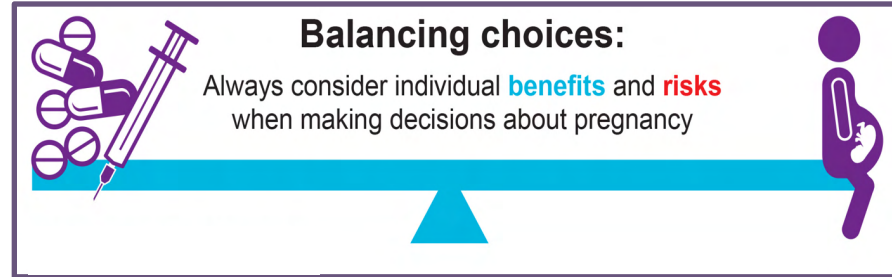 Balancing choices:
Always consider individual benefits and risks
when making decisions about pregnancy